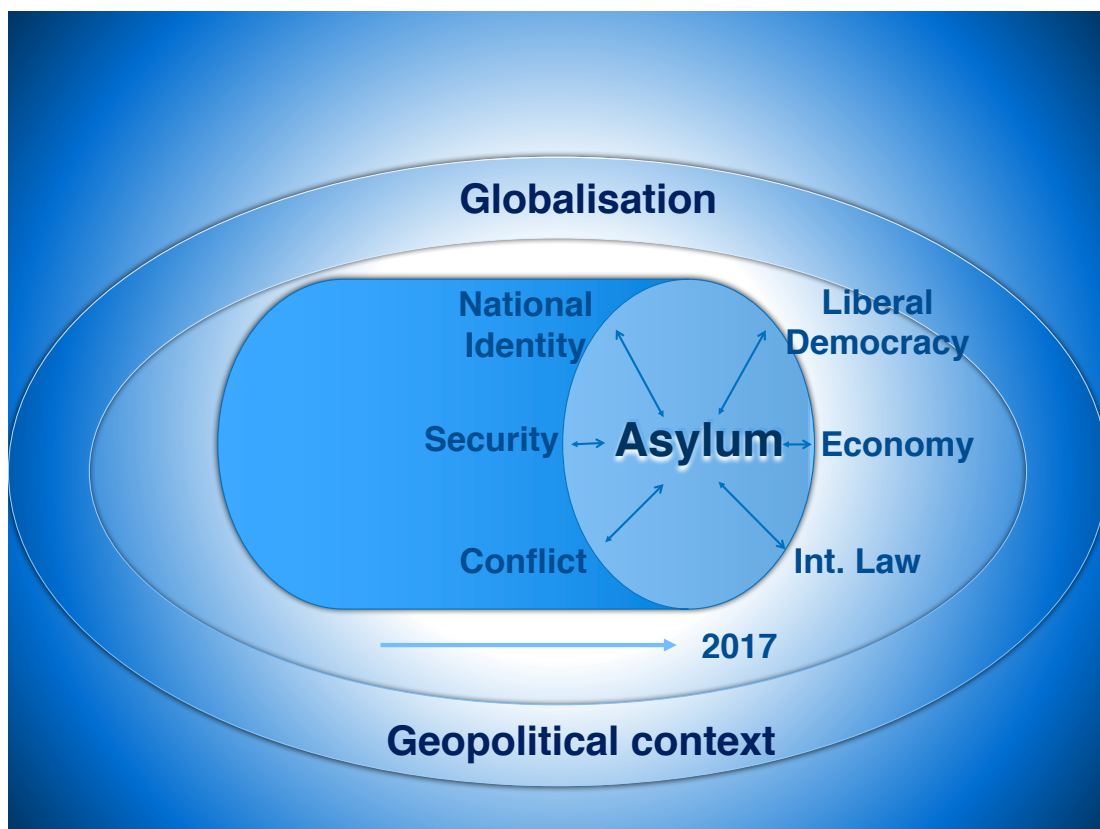 Globalisation
National
Identity
Liberal
Democracy
Security
Asylum
Economy
Conflict
Int. Law
2017
Geopolitical context